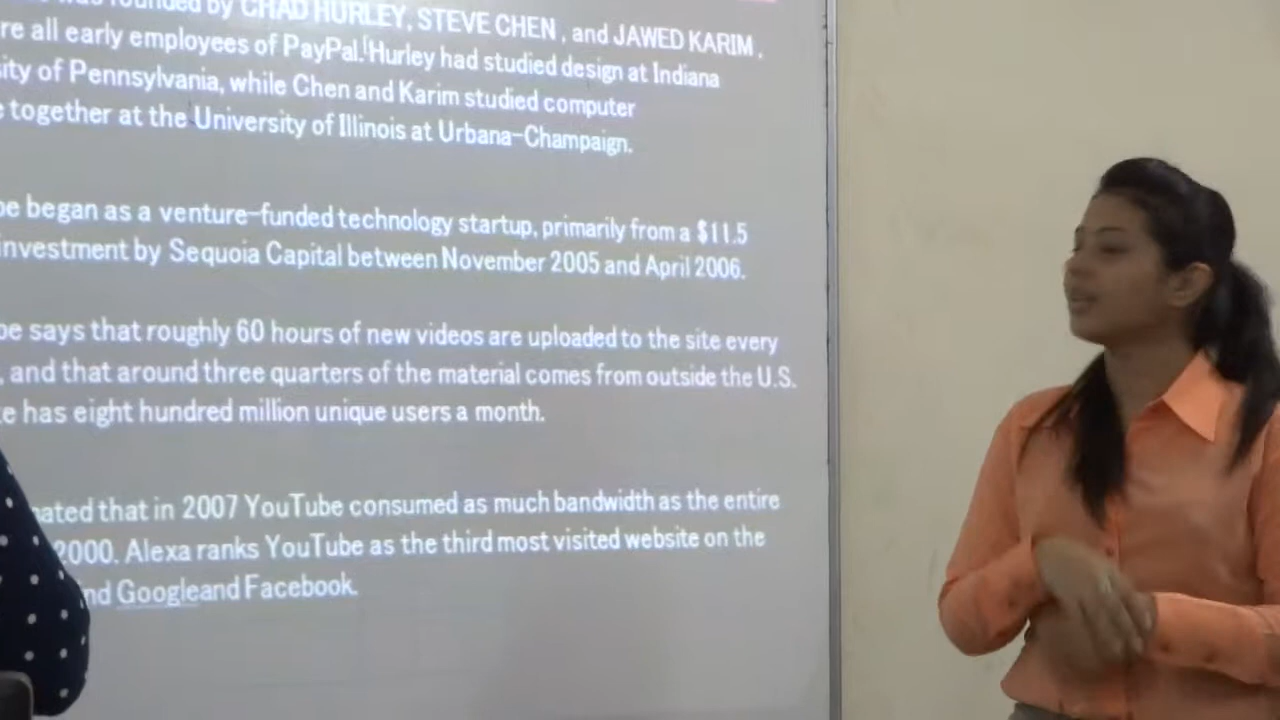 founded by CHAD HURLEY, STEVE CHEN , and JAWED KARIM .
re all early employees of PayPal.[Hurley had studied design at Indiana
sity of Pennsylvania, while Chen and Karim studied computer
e together at the University of Illinois at Urbana-Champaign.
be began as a venture-funded technology startup, primarily from a $11.5
investment by Sequoia Capital between November 2005 and April 2006.
be says that roughly 60 hours of new videos are uploaded to the site every
, and that around three quarters of the material comes from outside the U.S.
te has eight hundred million unique users a month.
ated that in 2007 YouTube consumed as much bandwidth as the entire
2000. Alexa ranks YouTube as the third most visited website on the
nd Googleand Facebook.